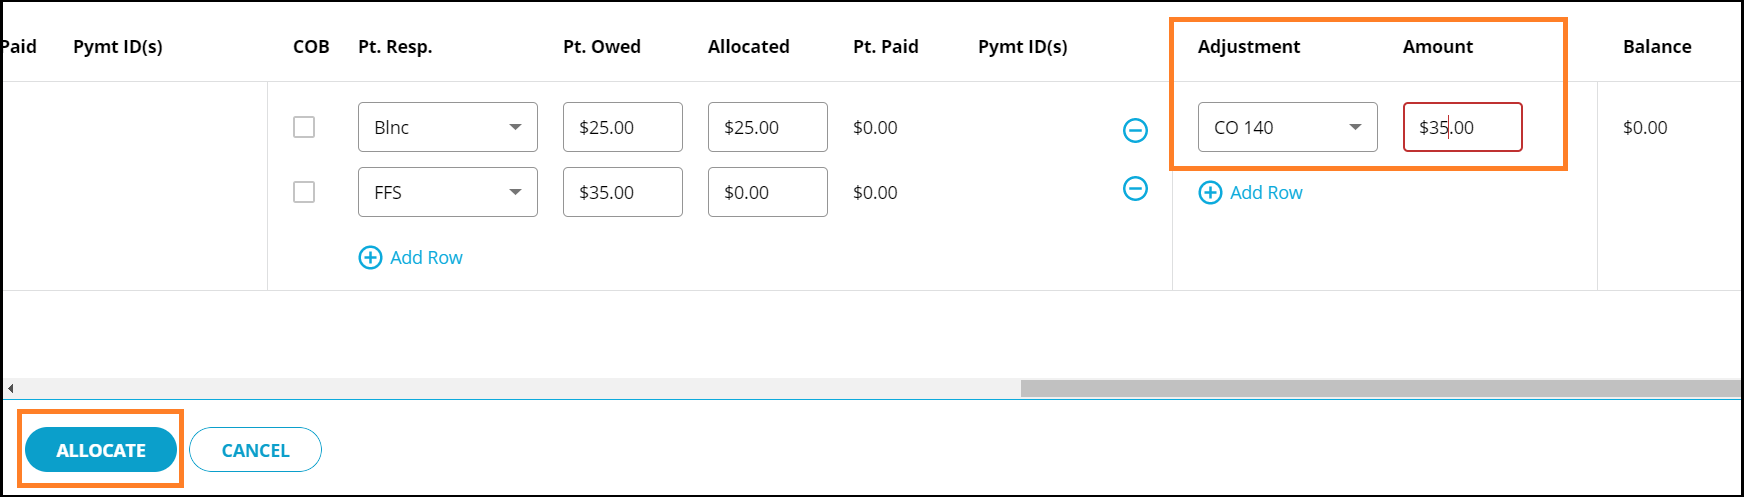 Paid Pymt ID(s) COB Pt. Resp. Pt. Owed Allocated Pt. Paid Pymt ID(s) Adjustment Amount Balance
Blnc $25.00 $25.00 $0.00 CO 140 $35.00 $0.00
FFS $35.00 $0.00 $0.00 Add Row
Add Row
ALLOCATE CANCEL